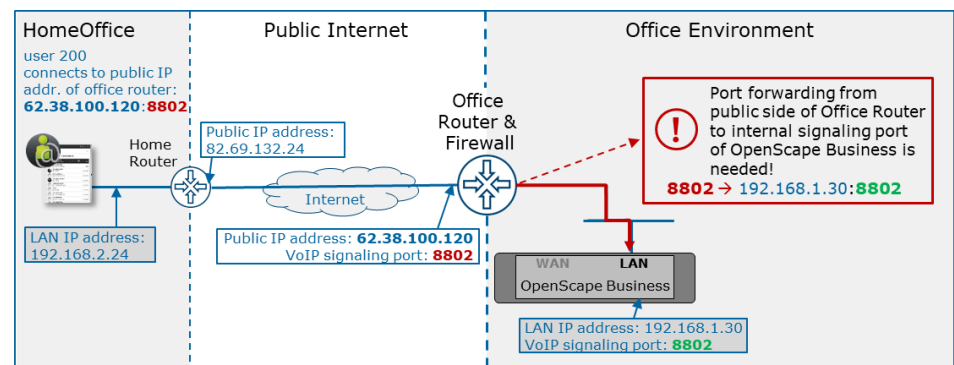 HomeOffice
user 200
connects to public IP
addr. of office router:
62.38.100.120:8802
Home
Router
LAN IP address:
192.168.2.24
Public Internet
Public IP address:
82.69.132.24
Internet
Office
Router &
Firewall
Public IP address: 62.38.100.120
VoIP signaling port: 8802
Office Environment
!
Port forwarding from
public side of Office Router
to internal signaling port
of OpenScape Business is
needed!
8802 → 192.168.1.30:8802
WAN LAN
OpenScape Business
LAN IP address: 192.168.1.30
VoIP signaling port: 8802